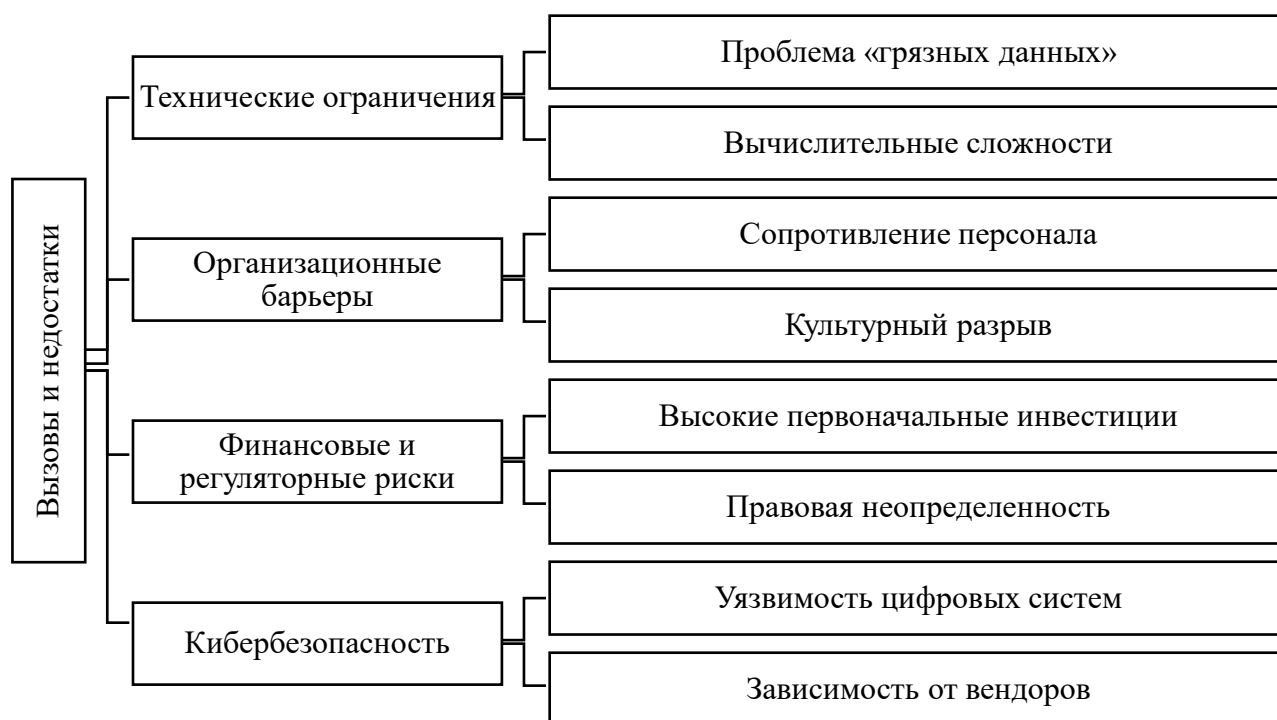 Вызовы и недостатки
Технические ограничения
Проблема «грязных данных»
Вычислительные сложности
Организационные
барьеры
Сопротивление персонала
Культурный разрыв
Финансовые и
регуляторные риски
Высокие первоначальные инвестиции
Правовая неопределенность
Кибербезопасность
Уязвимость цифровых систем
Зависимость от вендоров